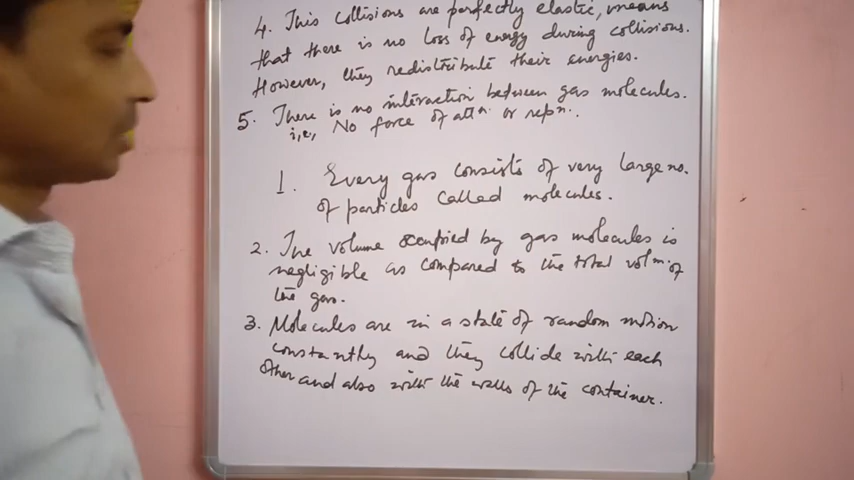 4. This collisions are perfectly elastic, means
that there is no loss of energy during collisions.
However, they redistribute their energies.
5. There is no interaction between gas molecules.
i,e, No force of attn. or repn..
1. Every gas consists of very large no.
of particles called molecules.
2. The volume occupied by gas molecules is
negligible as compared to the total volm. of
the gas.
3. Molecules are in a state of random motion
constantly and they collide with each
other and also with the walls of the container.